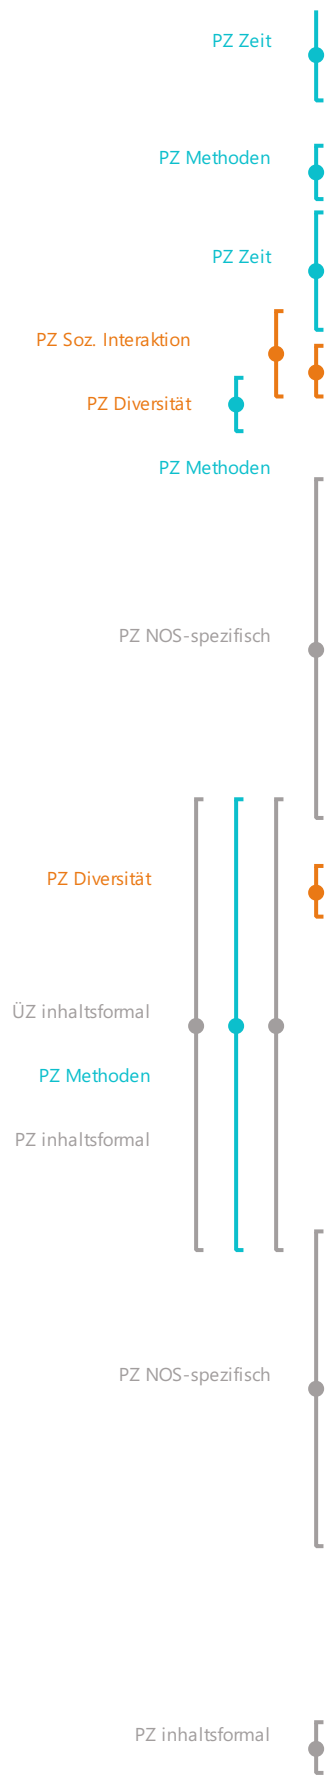 PZ Zeit
PZ Methoden
PZ Zeit
PZ Soz. Interaktion
PZ Diversität
PZ Methoden
PZ NOS-spezifisch
PZ Diversität
ÜZ inhaltsformal
PZ Methoden
PZ inhaltsformal
PZ NOS-spezifisch
PZ inhaltsformal